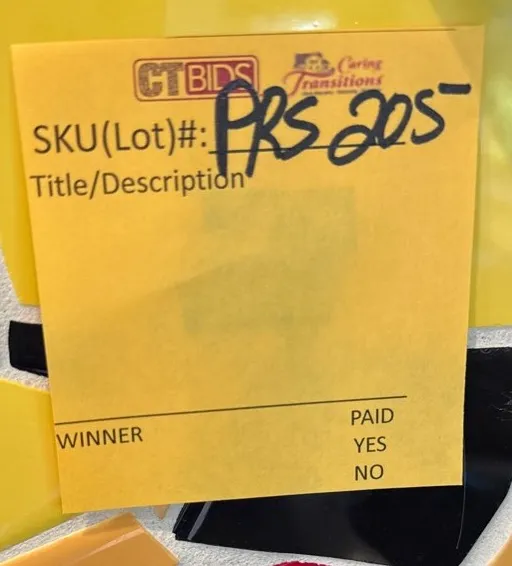 CTBIDS Caring Transitions
SKU(Lot)#: PRS 205
Title/Description
WINNER PAID
YES
NO